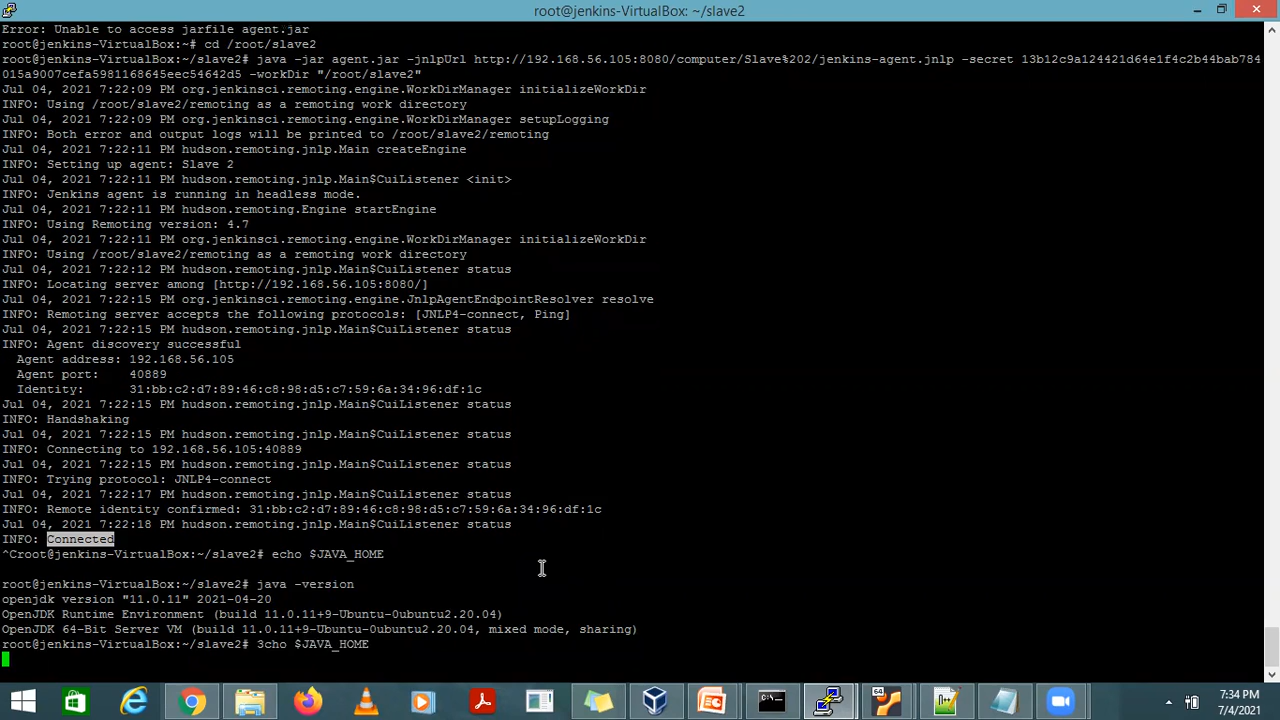 root@jenkins-VirtualBox: ~/slave2
Error: Unable to access jarfile agent.jar
root@jenkins-VirtualBox:~# cd /root/slave2
root@jenkins-VirtualBox:~/slave2# java -jar agent.jar -jnlpUrl http://192.168.56.105:8080/computer/Slave%202/jenkins-agent.jnlp -secret 13b12c9a124421d64e1f4c2b44bab784
015a9007cefa5981168645eec54642d5 -workDir "/root/slave2"
Jul 04, 2021 7:22:09 PM org.jenkinsci.remoting.engine.WorkDirManager initializeWorkDir
INFO: Using /root/slave2/remoting as a remoting work directory
Jul 04, 2021 7:22:09 PM org.jenkinsci.remoting.engine.WorkDirManager setupLogging
INFO: Both error and output logs will be printed to /root/slave2/remoting
Jul 04, 2021 7:22:11 PM hudson.remoting.jnlp.Main createEngine
INFO: Setting up agent: Slave 2
Jul 04, 2021 7:22:11 PM hudson.remoting.jnlp.Main$CuiListener <init>
INFO: Jenkins agent is running in headless mode.
Jul 04, 2021 7:22:11 PM hudson.remoting.Engine startEngine
INFO: Using Remoting version: 4.7
Jul 04, 2021 7:22:11 PM org.jenkinsci.remoting.engine.WorkDirManager initializeWorkDir
INFO: Using /root/slave2/remoting as a remoting work directory
Jul 04, 2021 7:22:12 PM hudson.remoting.jnlp.Main$CuiListener status
INFO: Locating server among [http://192.168.56.105:8080/]
Jul 04, 2021 7:22:15 PM org.jenkinsci.remoting.engine.JnlpAgentEndpointResolver resolve
INFO: Remoting server accepts the following protocols: [JNLP4-connect, Ping]
Jul 04, 2021 7:22:15 PM hudson.remoting.jnlp.Main$CuiListener status
INFO: Agent discovery successful
Agent address: 192.168.56.105
Agent port: 40889
Identity: 31:bb:c2:d7:89:46:c8:98:d5:c7:59:6a:34:96:df:1c
Jul 04, 2021 7:22:15 PM hudson.remoting.jnlp.Main$CuiListener status
INFO: Handshaking
Jul 04, 2021 7:22:15 PM hudson.remoting.jnlp.Main$CuiListener status
INFO: Connecting to 192.168.56.105:40889
Jul 04, 2021 7:22:15 PM hudson.remoting.jnlp.Main$CuiListener status
INFO: Trying protocol: JNLP4-connect
Jul 04, 2021 7:22:17 PM hudson.remoting.jnlp.Main$CuiListener status
INFO: Remote identity confirmed: 31:bb:c2:d7:89:46:c8:98:d5:c7:59:6a:34:96:df:1c
Jul 04, 2021 7:22:18 PM hudson.remoting.jnlp.Main$CuiListener status
INFO: Connected
^Croot@jenkins-VirtualBox:~/slave2# echo $JAVA_HOME
root@jenkins-VirtualBox:~/slave2# java -version
openjdk version "11.0.11" 2021-04-20
OpenJDK Runtime Environment (build 11.0.11+9-Ubuntu-0ubuntu2.20.04)
OpenJDK 64-Bit Server VM (build 11.0.11+9-Ubuntu-0ubuntu2.20.04, mixed mode, sharing)
root@jenkins-VirtualBox:~/slave2# 3cho $JAVA_HOME
64
7:34 PM
7/4/2021